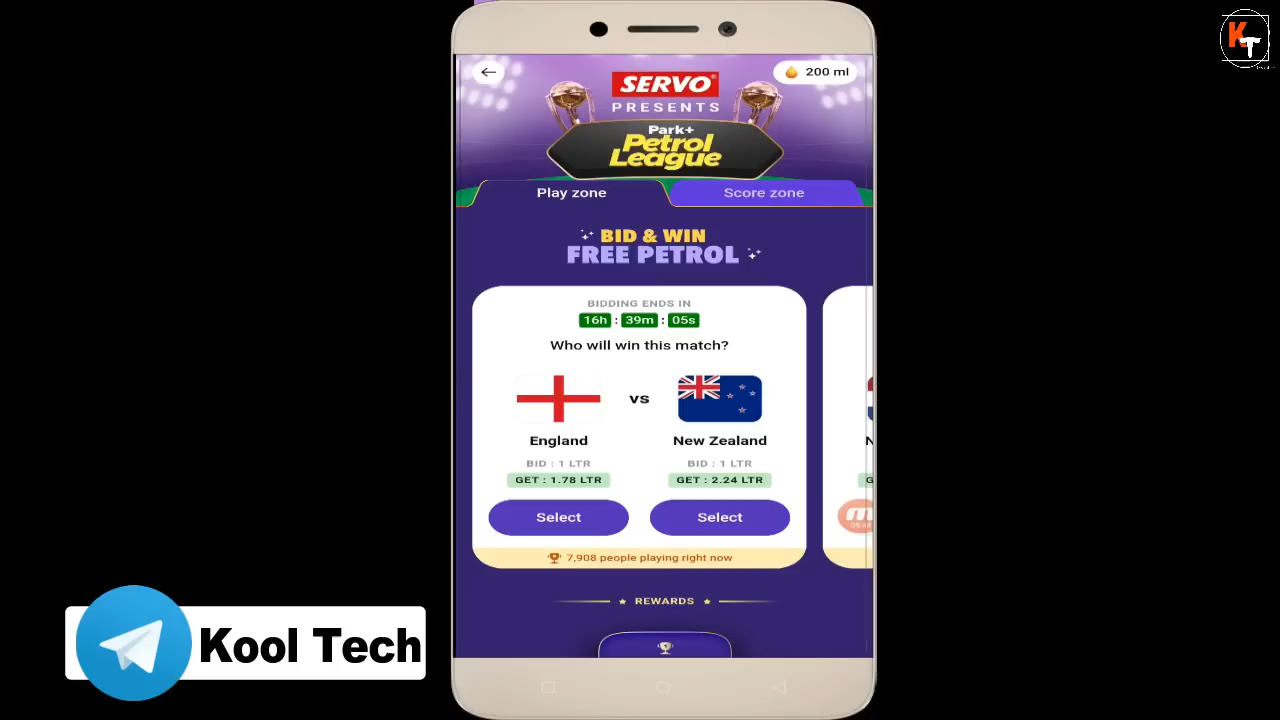 KT
200 ml
SERVO
PRESENTS
Park+
Petrol
League
Play zone
Score zone
BID & WIN
FREE PETROL
BIDDING ENDS IN
16h : 39m : 05s
Who will win this match?
vs
England
New Zealand
BID : 1 LTR
BID : 1 LTR
GET : 1.78 LTR
GET : 2.24 LTR
Select
Select
7,908 people playing right now
REWARDS
Kool Tech